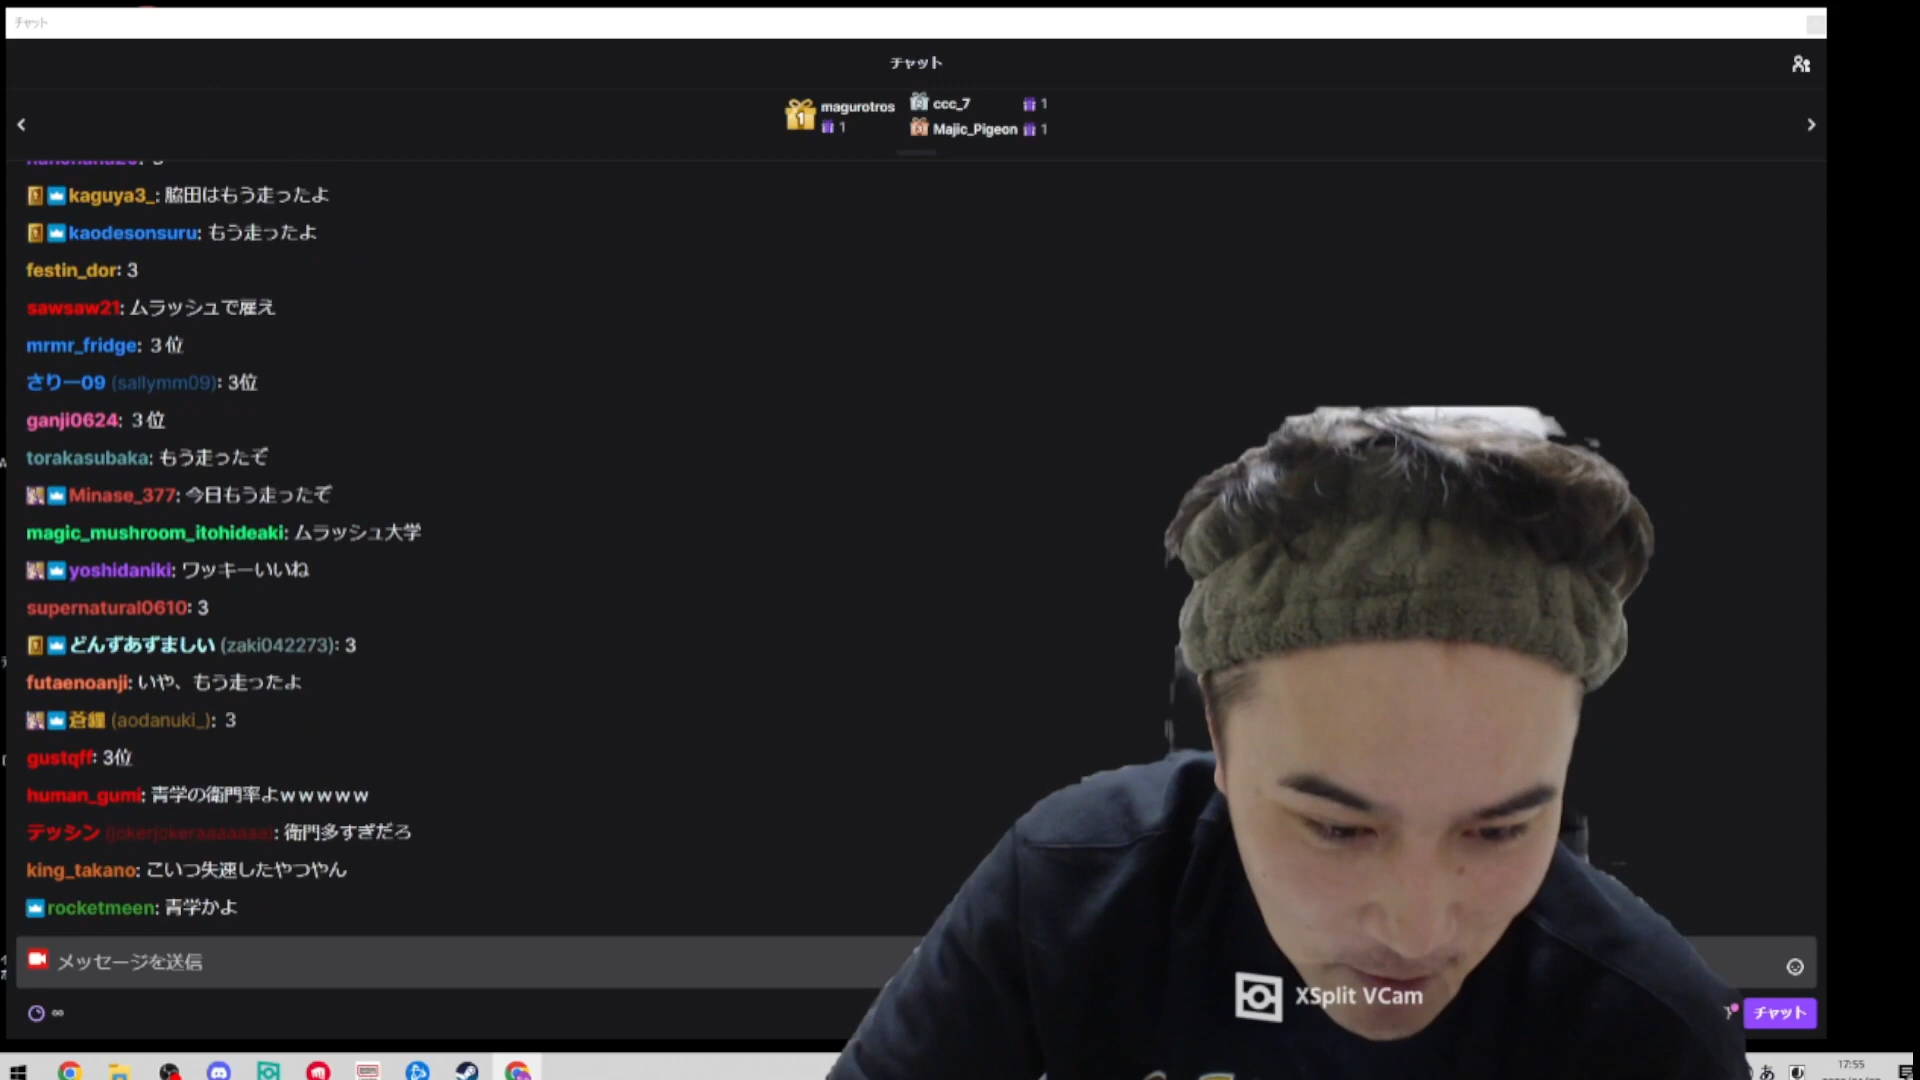 チャット
チャット
magurotros
1
ccc_7 1
Majic_Pigeon 1
kaguya3_: 脇田はもう走ったよ
kaodesonsuru: もう走ったよ
festin_dor: 3
sawsaw21: ムラッシュで雇え
mrmr_fridge: ３位
さりー09 (sallymm09): 3位
ganji0624: ３位
torakasubaka: もう走ったぞ
Minase_377: 今日もう走ったぞ
magic_mushroom_itohideaki: ムラッシュ大学
yoshidaniki: ワッキーいいね
supernatural0610: 3
どんずあずましい (zaki042273): 3
futaenoanji: いや、もう走ったよ
蒼狸 (aodanuki_): 3
gustqff: 3位
human_gumi: 青学の衛門率よｗｗｗｗｗ
テッシン (jokerjokeraaaaaaa): 衛門多すぎだろ
king_takano: こいつ失速したやつやん
rocketmeen: 青学かよ
メッセージを送信
XSplit VCam
∞
チャット
あ
17:55